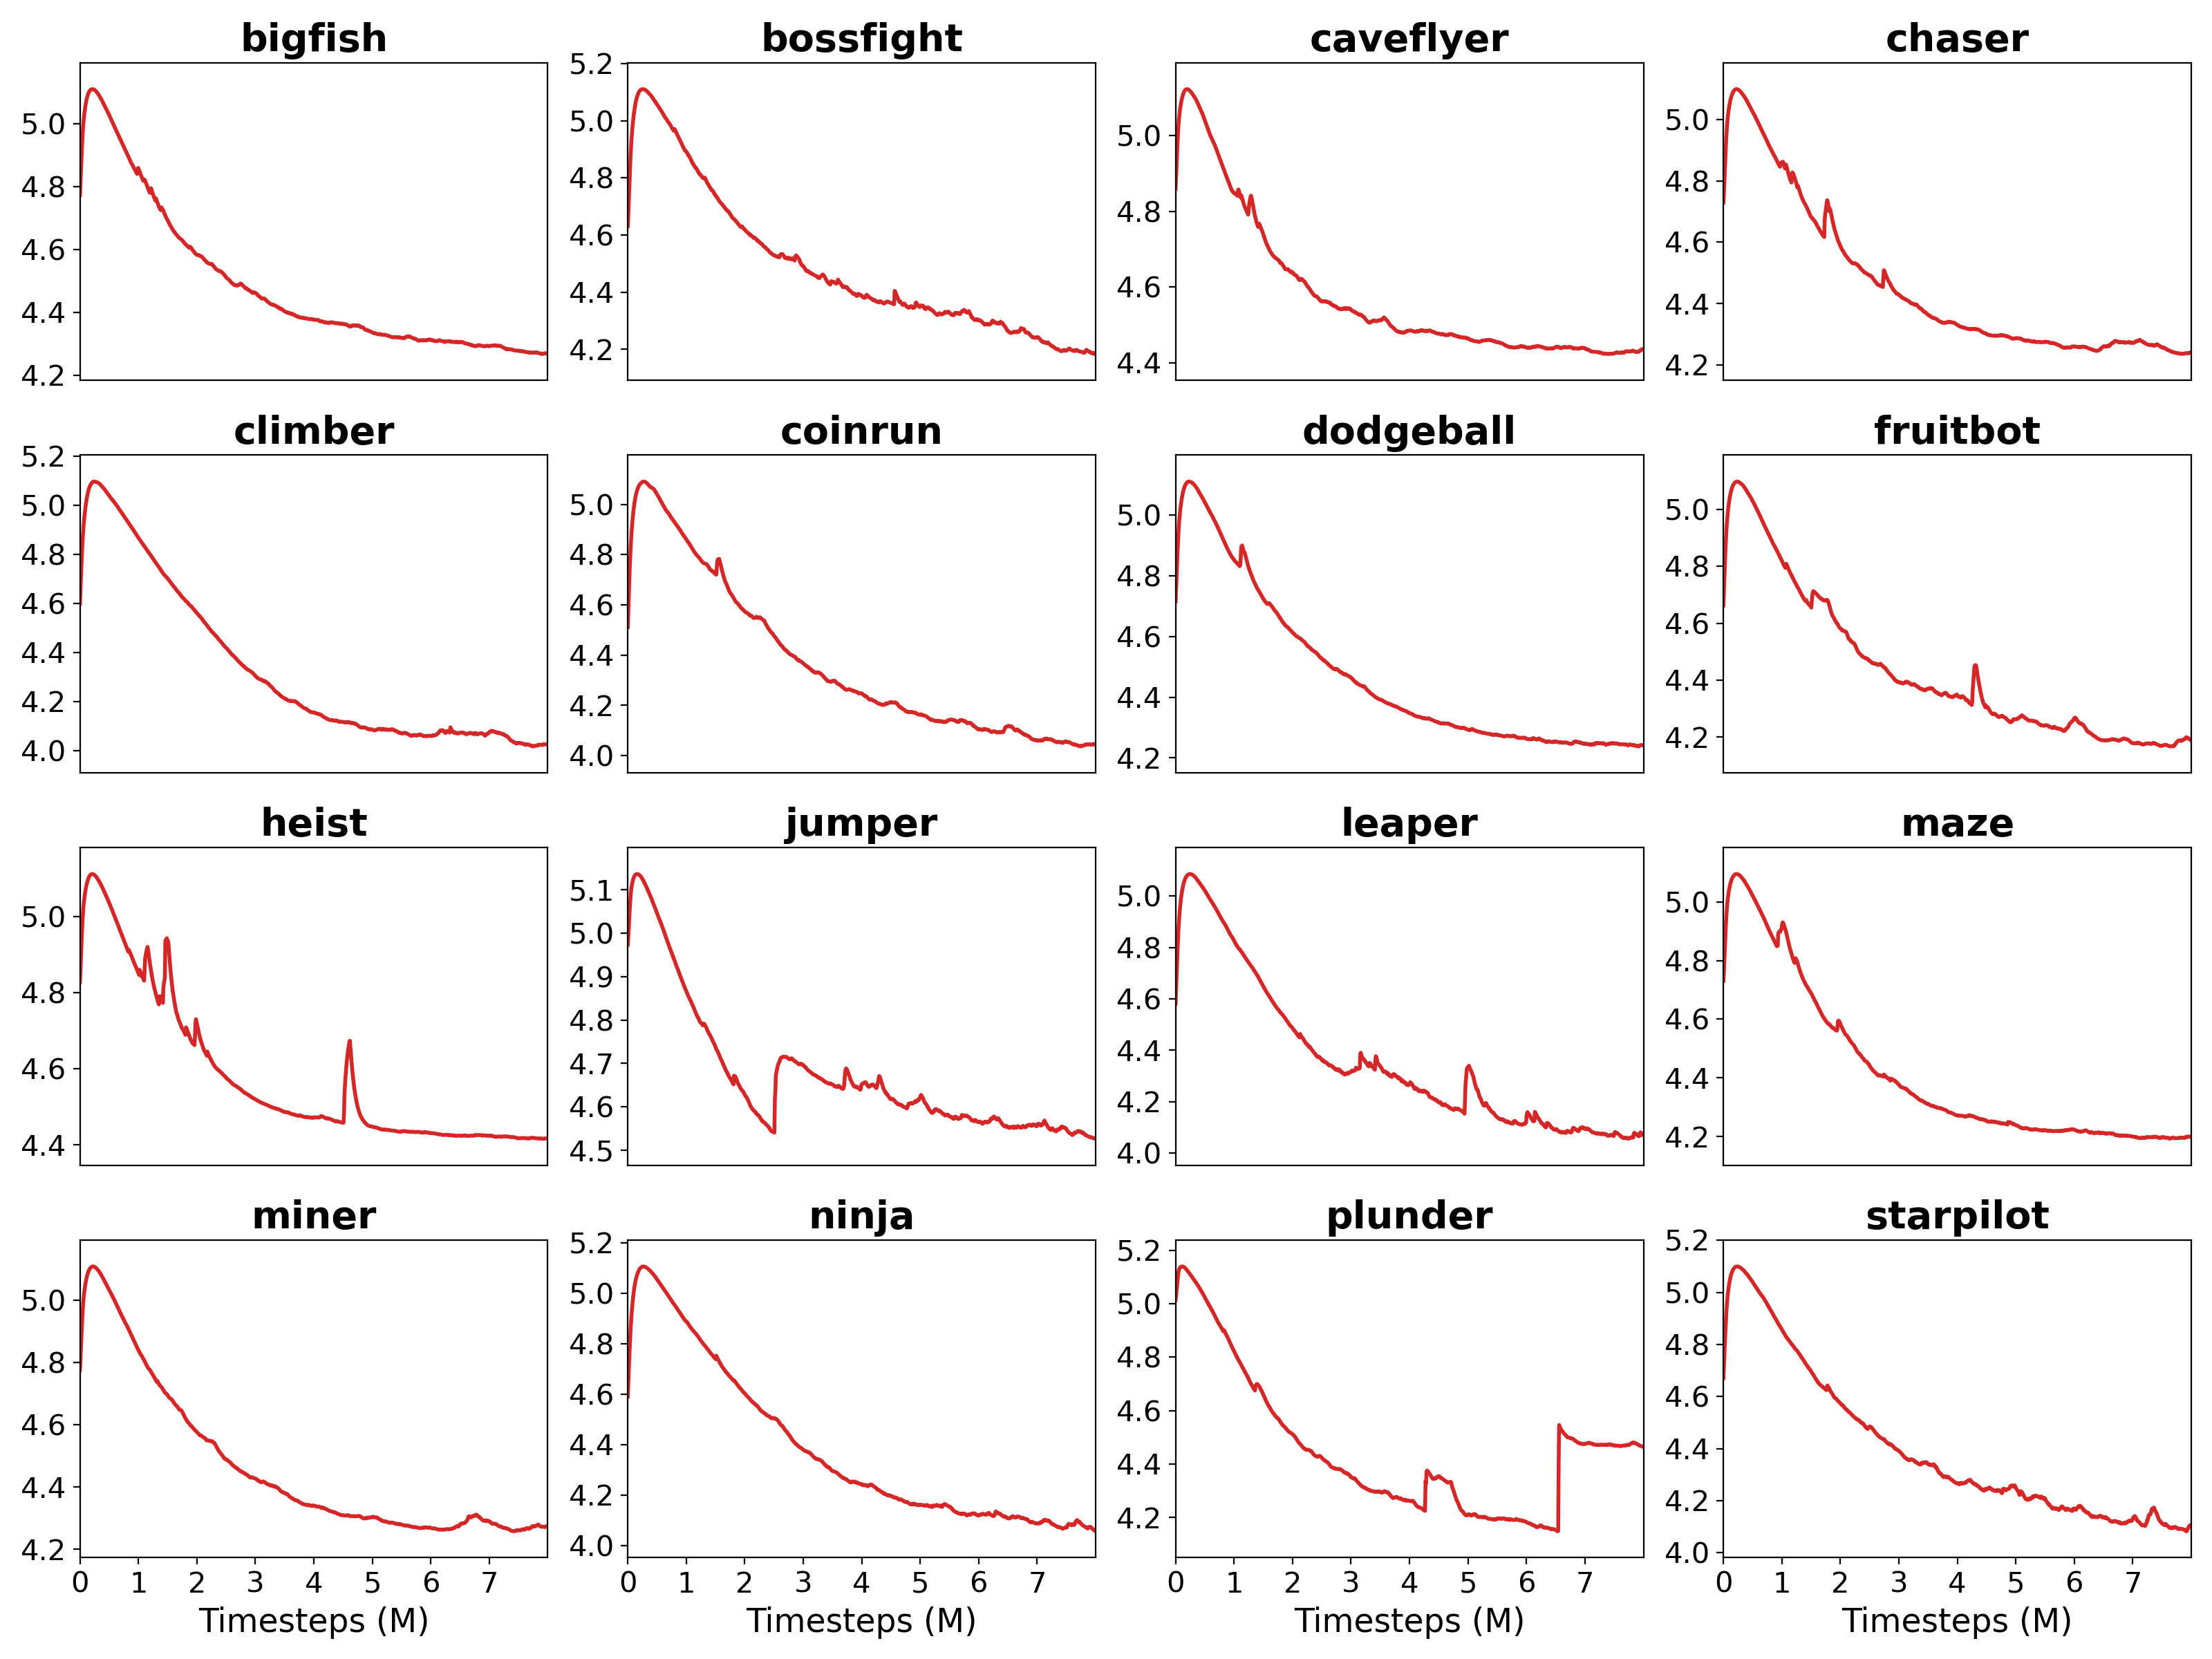 bigfish bossfight caveflyer chaser
5.2
5.0 5.0 5.0 5.0
4.8 4.8 4.8 4.8
4.6 4.6 4.6 4.6
4.4 4.4 4.4 4.4
4.2 4.2 4.2
climber coinrun dodgeball fruitbot
5.2
5.0 5.0 5.0 5.0
4.8 4.8 4.8 4.8
4.6 4.6 4.6 4.6
4.4 4.4 4.4 4.4
4.2 4.2 4.2 4.2
4.0 4.0
heist jumper leaper maze
5.1
5.0 5.0 5.0 5.0
4.9
4.8 4.8 4.8 4.8
4.7
4.6 4.6 4.6 4.6
4.5
4.4 4.4 4.4
4.2 4.2
4.0
miner ninja plunder starpilot
5.2 5.2 5.2
5.0 5.0 5.0 5.0
4.8 4.8 4.8 4.8
4.6 4.6 4.6 4.6
4.4 4.4 4.4 4.4
4.2 4.2 4.2 4.2
4.0 4.0
0 1 2 3 4 5 6 7 0 1 2 3 4 5 6 7 0 1 2 3 4 5 6 7 0 1 2 3 4 5 6 7
Timesteps (M) Timesteps (M) Timesteps (M) Timesteps (M)